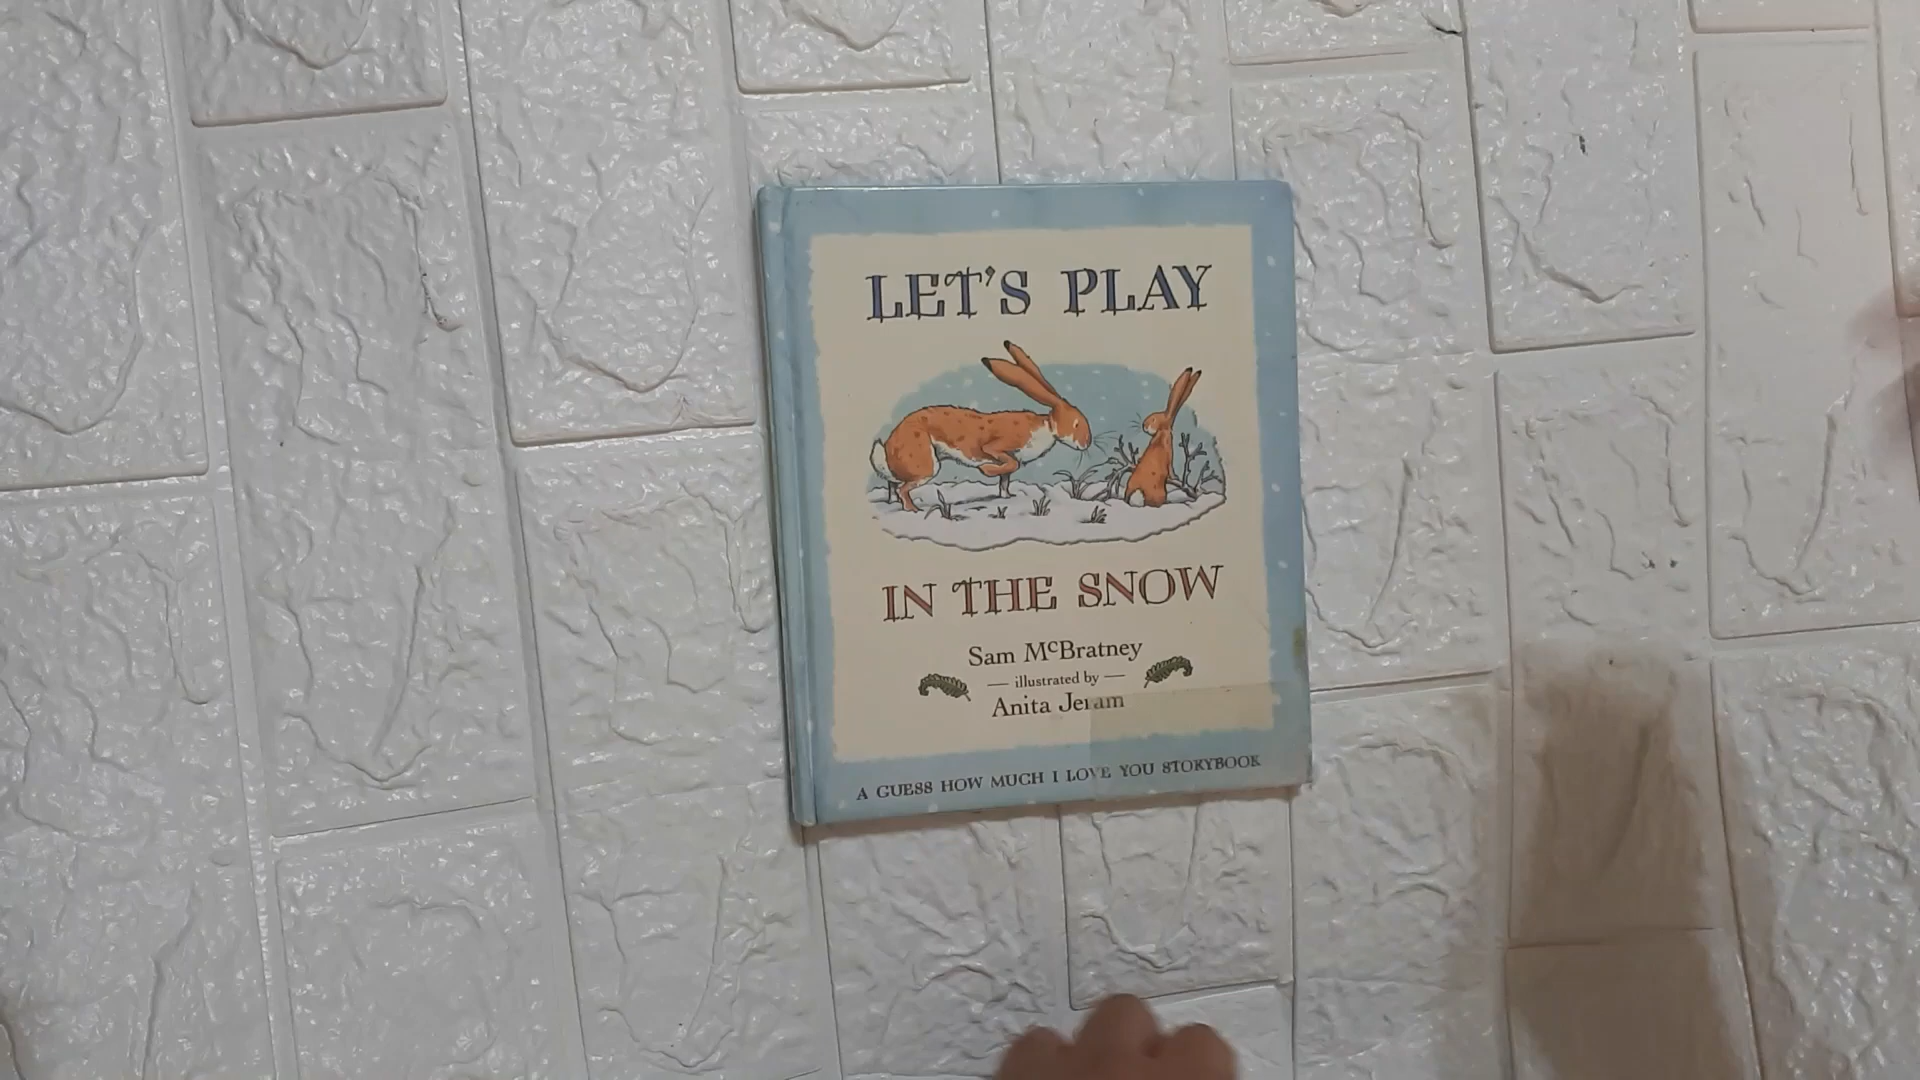 LET'S PLAY
IN THE SNOW
Sam McBratney
illustrated by
Anita Jeram
A GUESS HOW MUCH I LOVE YOU STORYBOOK